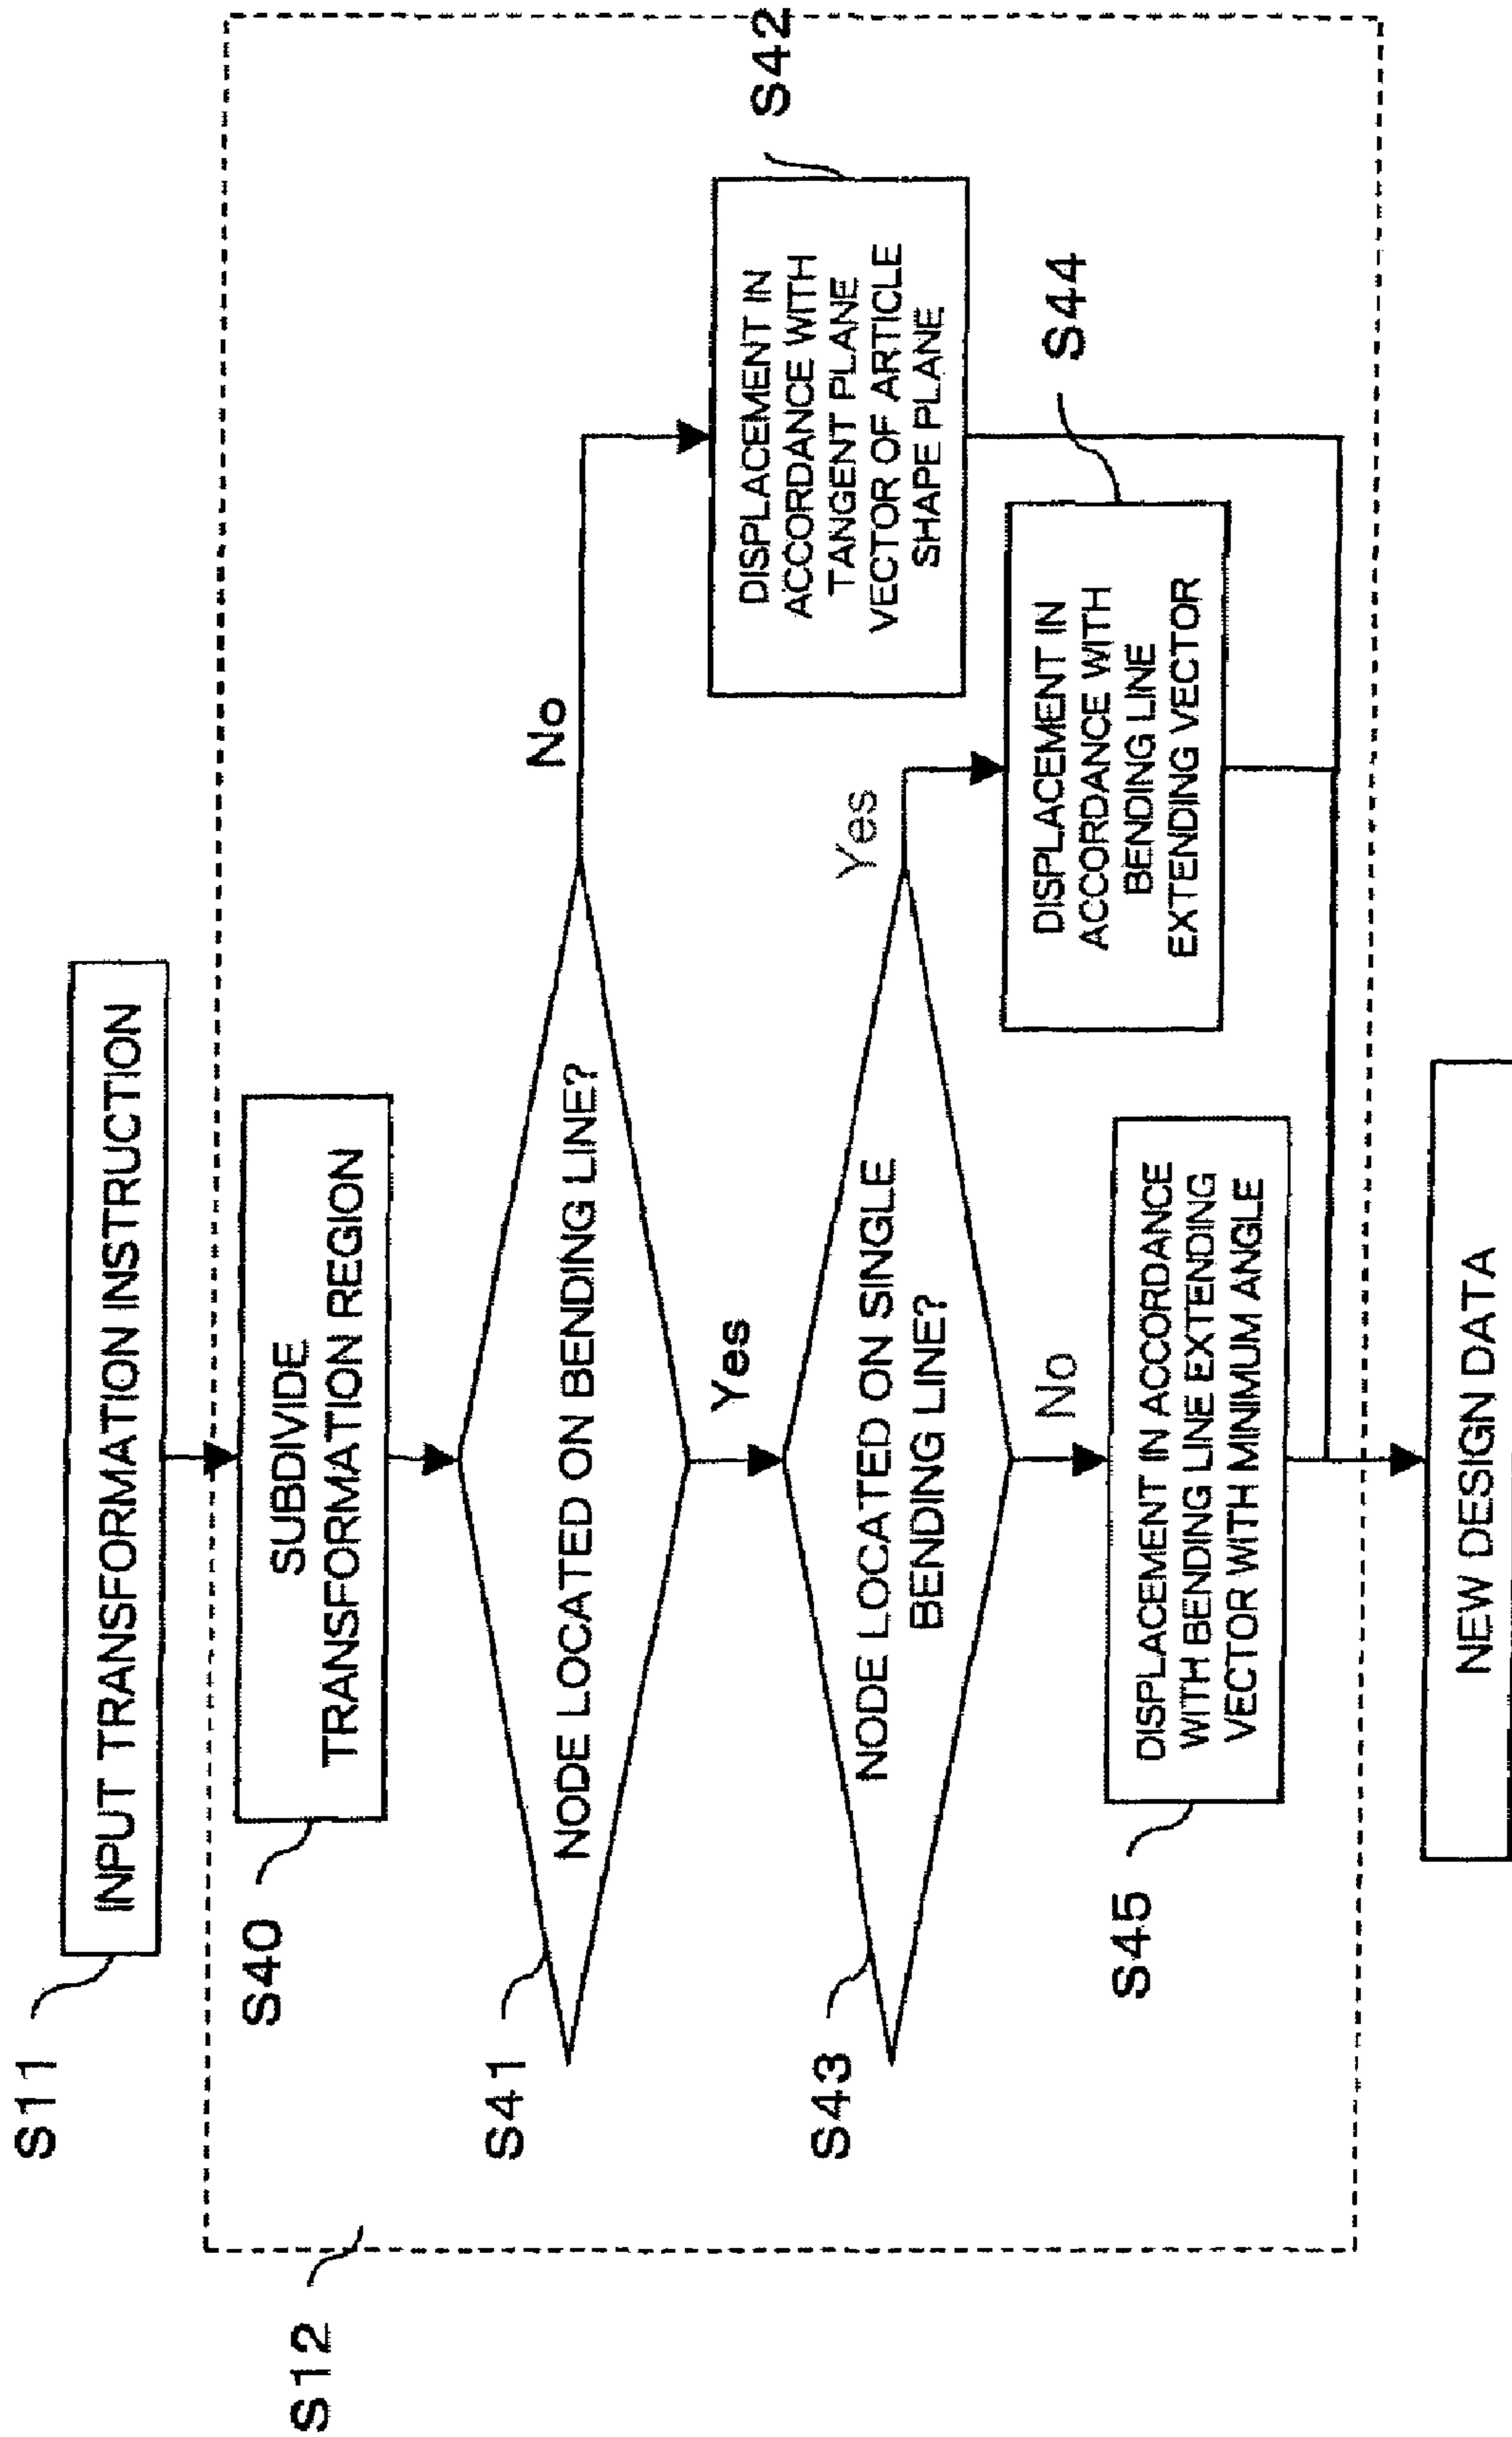 S11
INPUT TRANSFORMATION INSTRUCTION
S12
S40
SUBDIVIDE
TRANSFORMATION REGION
S41
NODE LOCATED ON BENDING LINE?
No
Yes
S42
DISPLACEMENT IN
ACCORDANCE WITH
TANGENT PLANE
VECTOR OF ARTICLE
SHAPE PLANE
S43
NODE LOCATED ON SINGLE
BENDING LINE?
Yes
No
S44
DISPLACEMENT IN
ACCORDANCE WITH
BENDING LINE
EXTENDING VECTOR
S45
DISPLACEMENT IN ACCORDANCE
WITH BENDING LINE EXTENDING
VECTOR WITH MINIMUM ANGLE
NEW DESIGN DATA